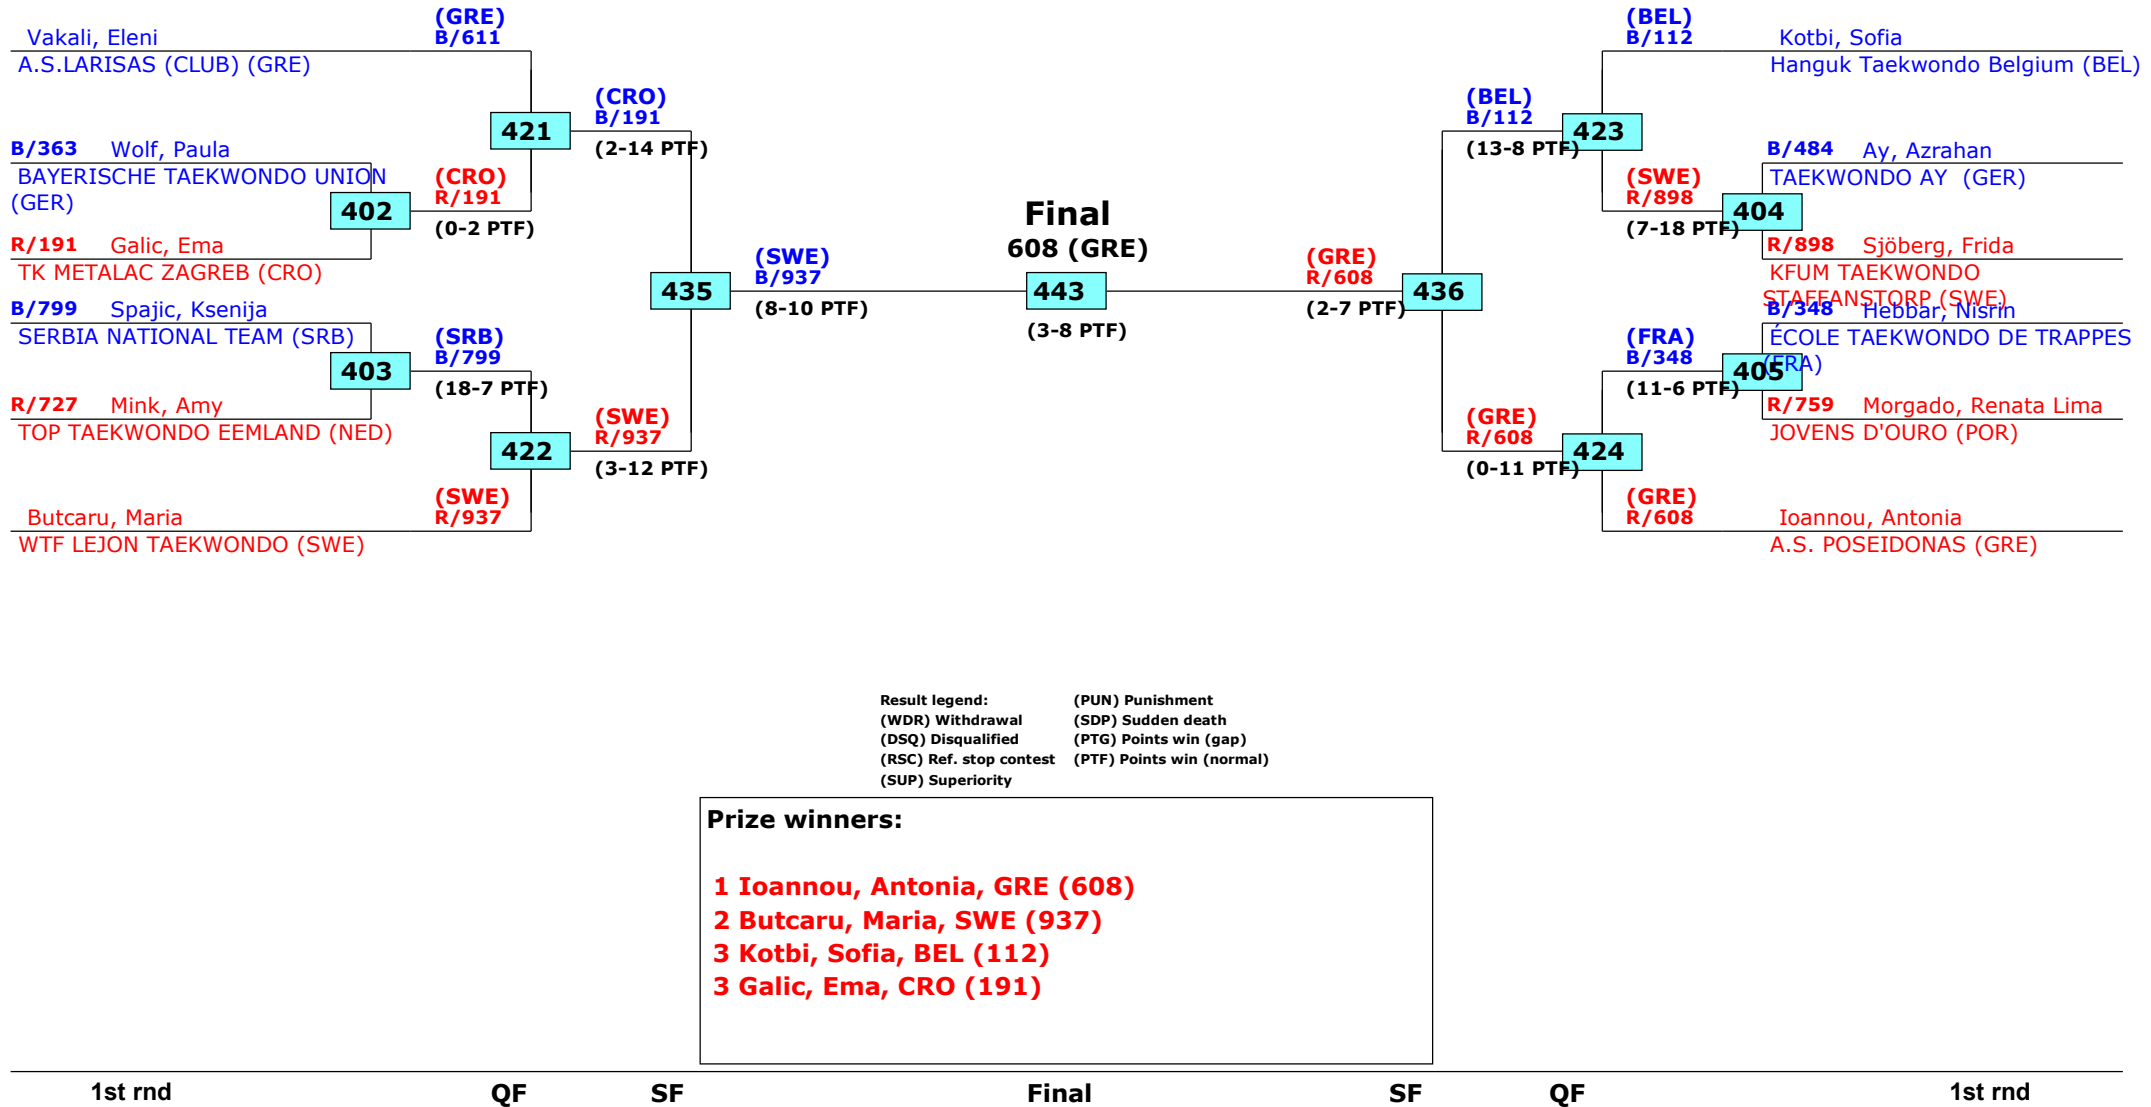 (GRE)
B/611
Vakali, Eleni
A.S.LARISAS (CLUB) (GRE)
(CRO)
B/191
421
(2-14 PTF)
B/363 Wolf, Paula
BAYERISCHE TAEKWONDO UNION
(GER)
(CRO)
R/191
402
(0-2 PTF)
R/191 Galic, Ema
TK METALAC ZAGREB (CRO)
(SWE)
B/937
435
(8-10 PTF)
B/799 Spajic, Ksenija
SERBIA NATIONAL TEAM (SRB)
(SRB)
B/799
403
(18-7 PTF)
R/727 Mink, Amy
TOP TAEKWONDO EEMLAND (NED)
(SWE)
R/937
422
(3-12 PTF)
(SWE)
R/937
Butcaru, Maria
WTF LEJON TAEKWONDO (SWE)
Final
608 (GRE)
443
(3-8 PTF)
(BEL)
B/112
Kotbi, Sofia
Hanguk Taekwondo Belgium (BEL)
(BEL)
B/112
423
(13-8 PTF)
B/484 Ay, Azrahan
TAEKWONDO AY (GER)
(SWE)
R/898
404
(7-18 PTF)
R/898 Sjöberg, Frida
KFUM TAEKWONDO
STAFFANSTORP (SWE)
(GRE)
R/608
436
(2-7 PTF)
B/348 Hebbar, Nisrin
ÉCOLE TAEKWONDO DE TRAPPES
(FRA)
(FRA)
B/348
405
(11-6 PTF)
R/759 Morgado, Renata Lima
JOVENS D'OURO (POR)
(GRE)
R/608
424
(0-11 PTF)
(GRE)
R/608
Ioannou, Antonia
A.S. POSEIDONAS (GRE)
Result legend: (PUN) Punishment
(WDR) Withdrawal (SDP) Sudden death
(DSQ) Disqualified (PTG) Points win (gap)
(RSC) Ref. stop contest (PTF) Points win (normal)
(SUP) Superiority
Prize winners:
1 Ioannou, Antonia, GRE (608)
2 Butcaru, Maria, SWE (937)
3 Kotbi, Sofia, BEL (112)
3 Galic, Ema, CRO (191)
1st rnd QF SF Final SF QF 1st rnd